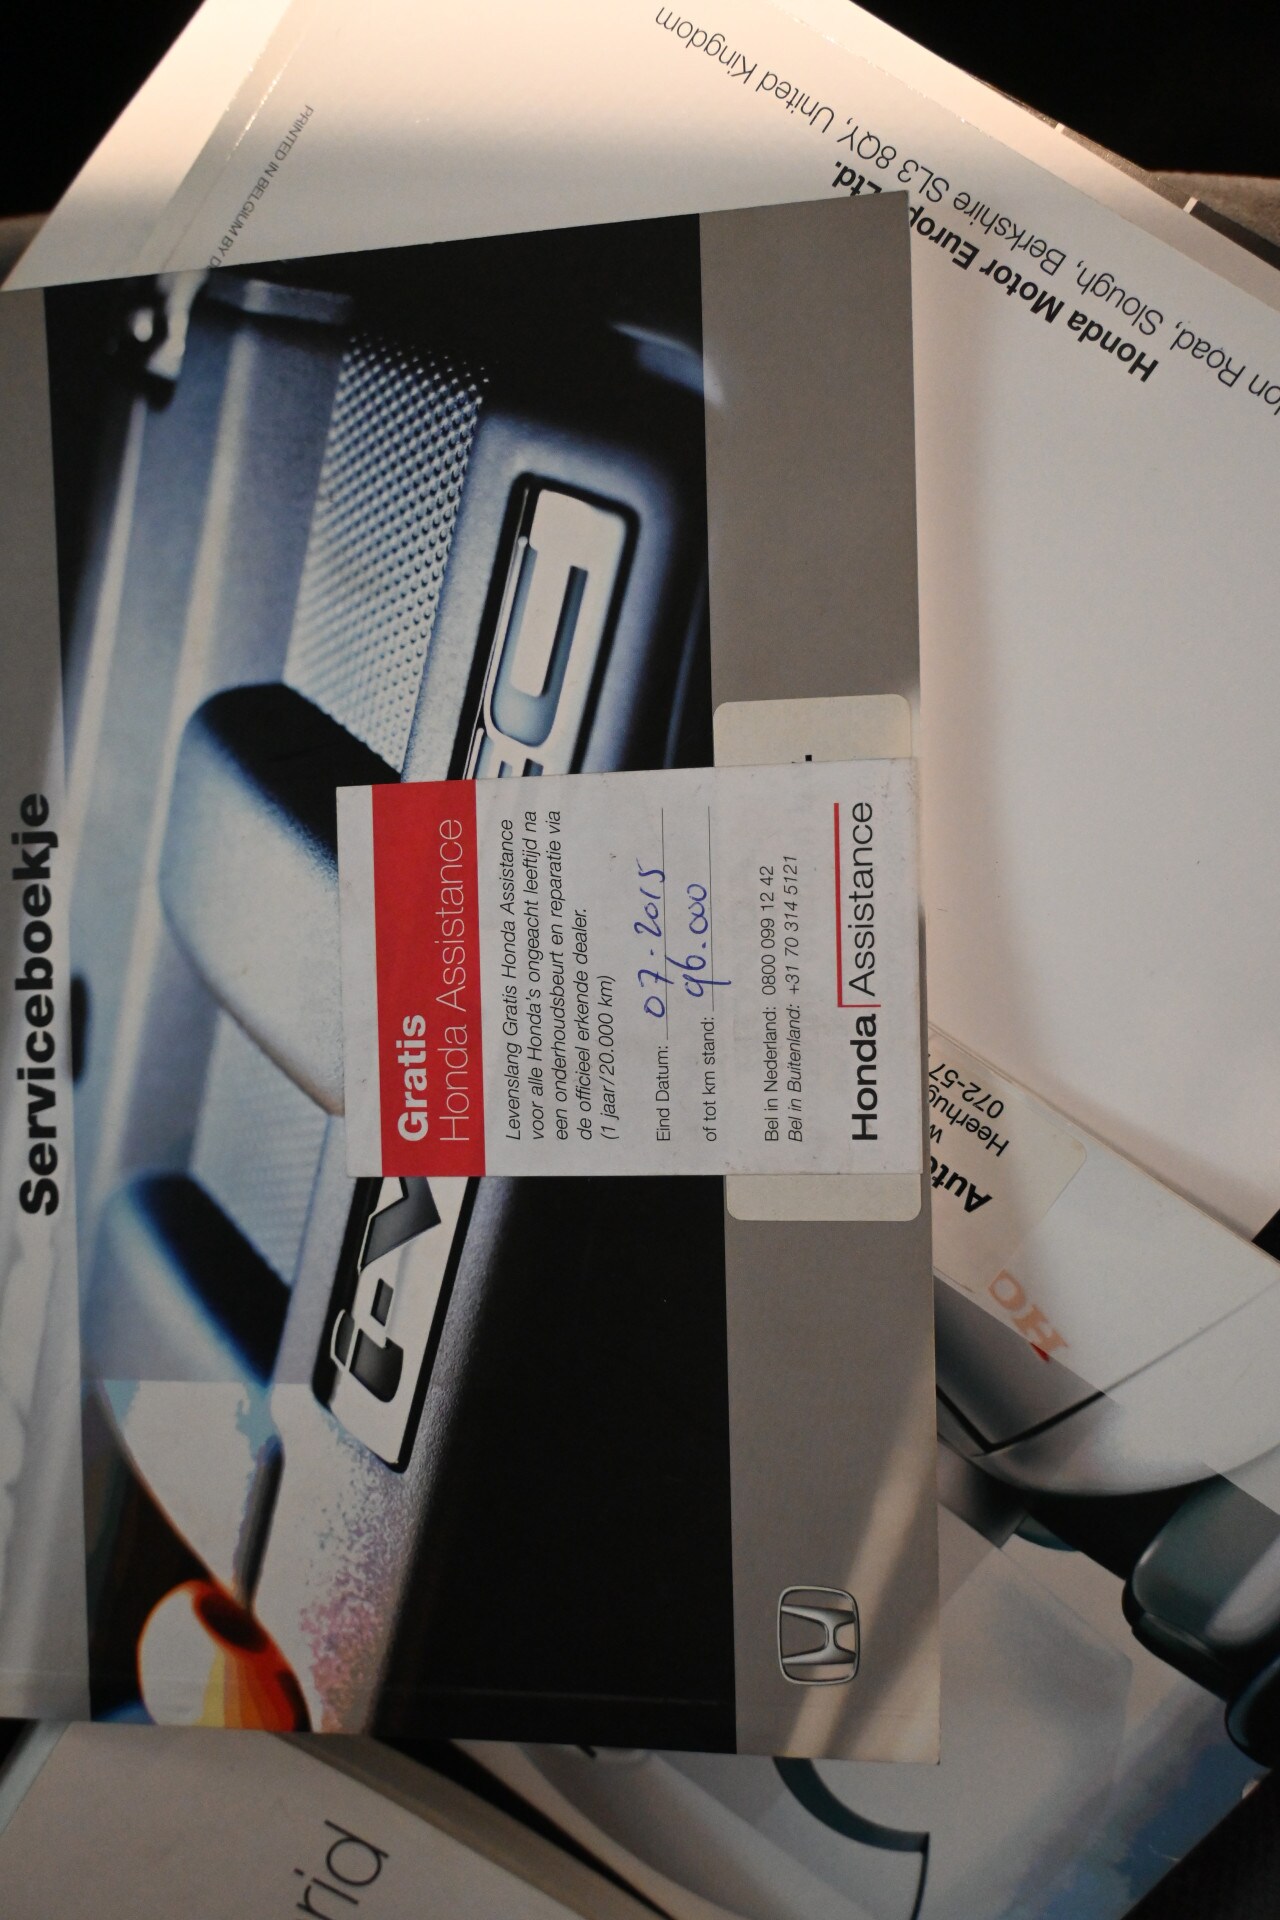 Serviceboekje
Gratis
Honda Assistance
Levenslang Gratis Honda Assistance
voor alle Honda's ongeacht leeftijd na
een onderhoudsbeurt en reparatie via
de officieel erkende dealer.
(1 jaar/20.000 km)
Eind Datum: 07-2015
of tot km stand: 96.000
Bel in Nederland: 0800 099 12 42
Bel in Buitenland: +31 70 314 5121
Honda Assistance
PRINTED IN BELGIUM BY
Honda Motor Europe Ltd.
Road, Slough, Berkshire SL3 8QY, United Kingdom
072-57